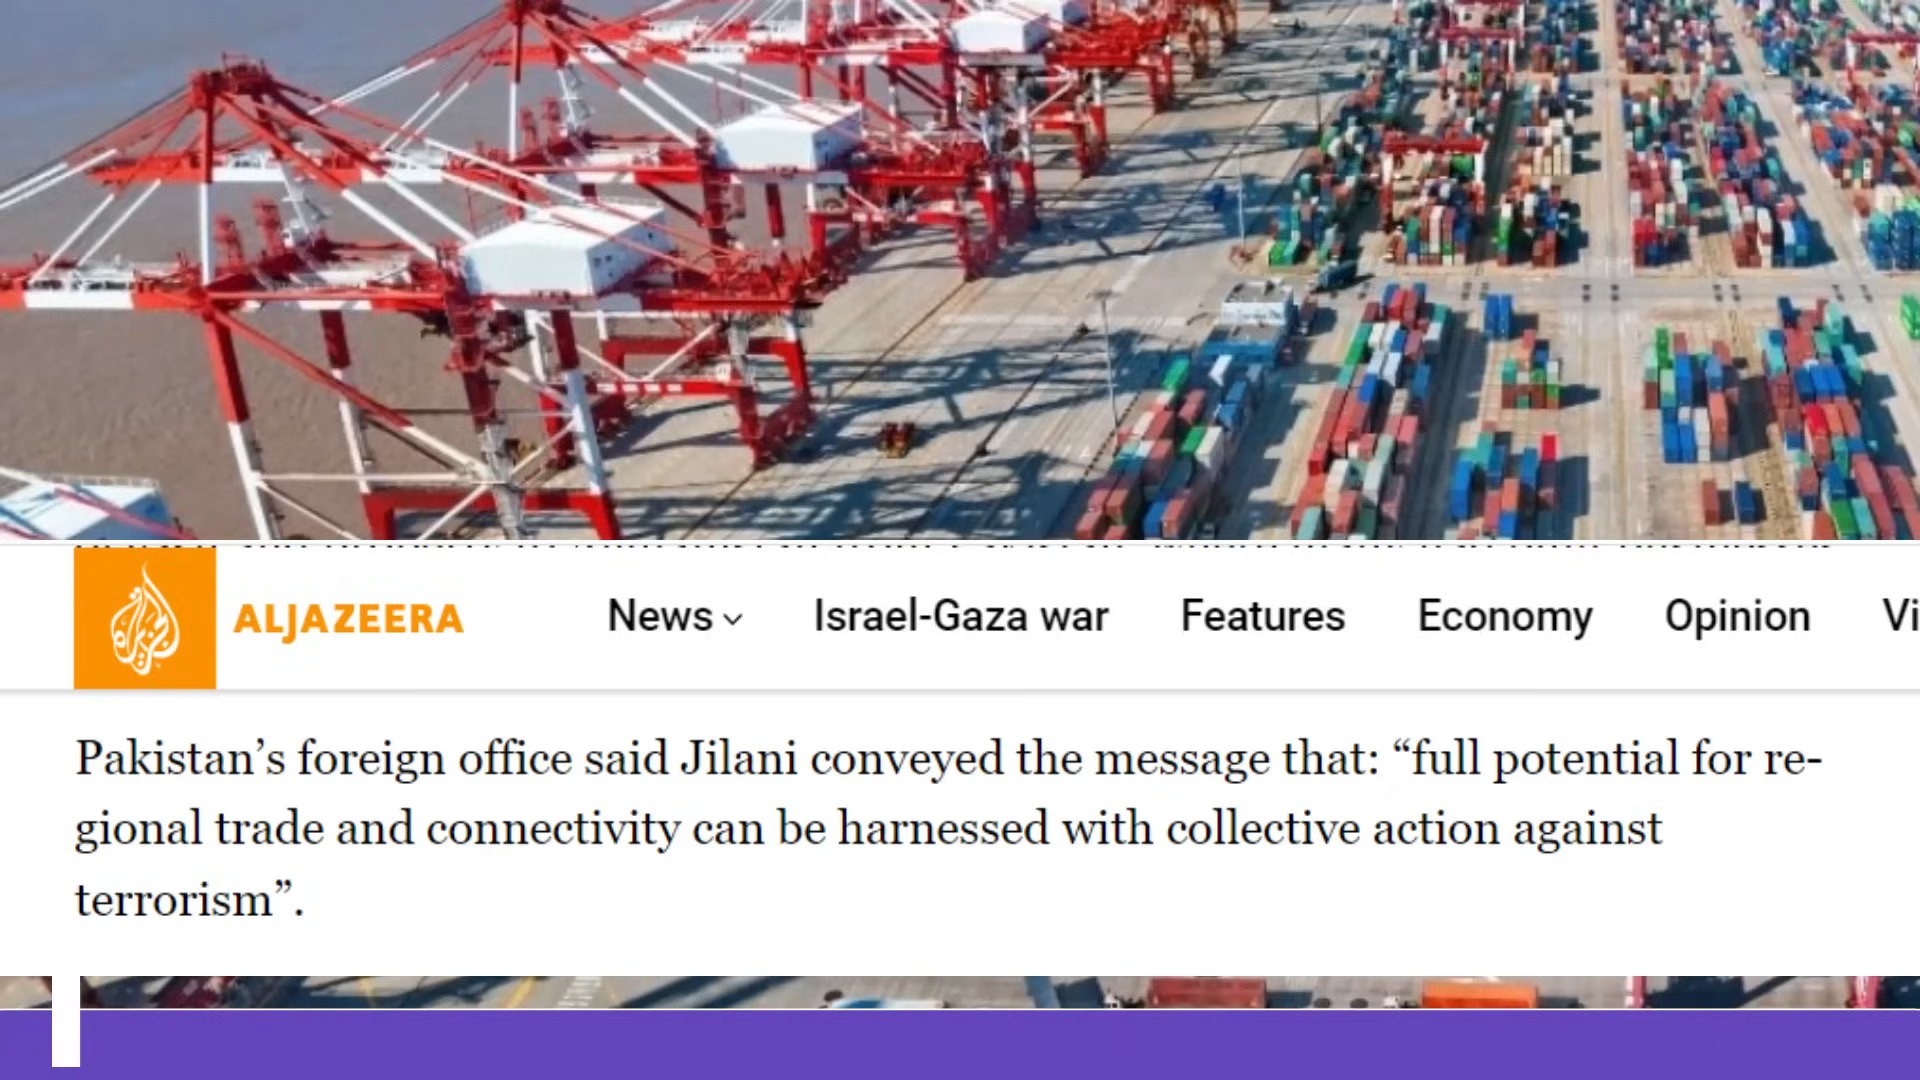 ALJAZEERA
News
Israel-Gaza war
Features
Economy
Opinion
Vi
Pakistan’s foreign office said Jilani conveyed the message that: “full potential for re-
gional trade and connectivity can be harnessed with collective action against
terrorism”.